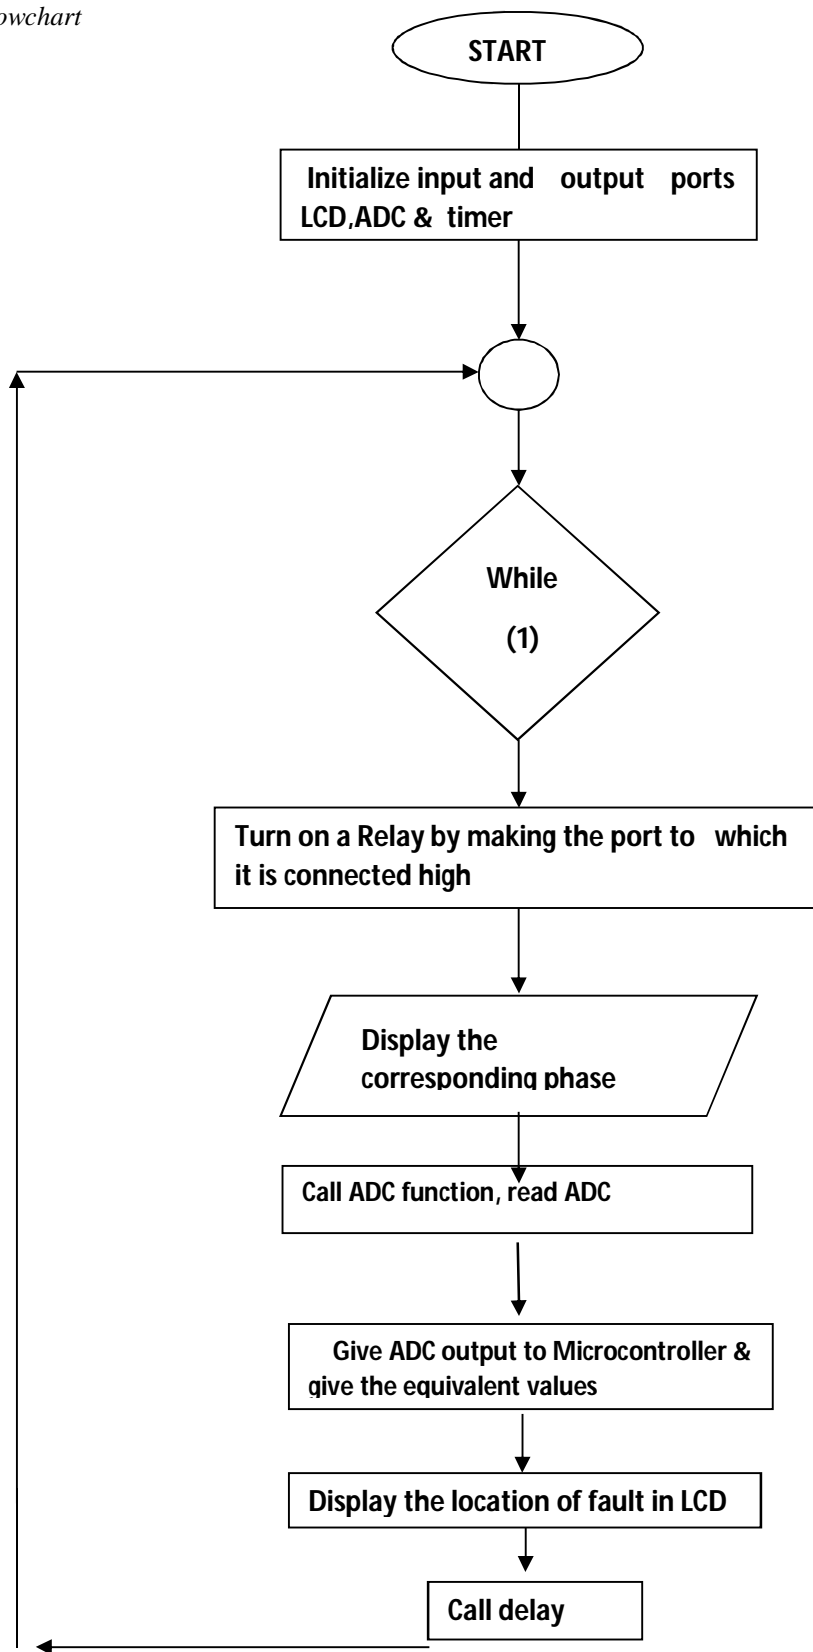 owchart
START
Initialize input and output ports
LCD,ADC & timer
While
(1)
Turn on a Relay by making the port to which
it is connected high
Display the
corresponding phase
Call ADC function, read ADC
Give ADC output to Microcontroller &
give the equivalent values
Display the location of fault in LCD
Call delay